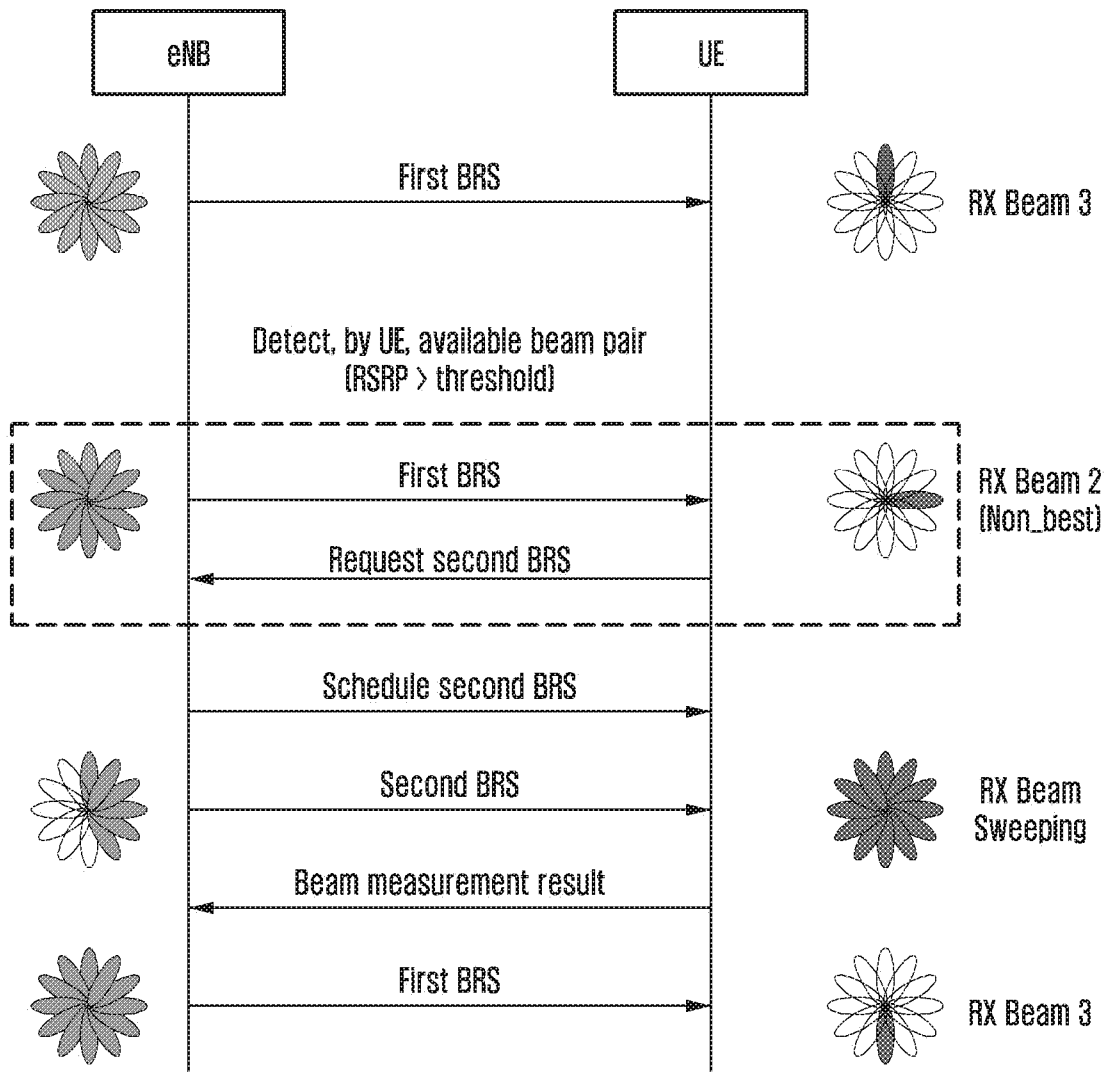 eNB
UE
First BRS
RX Beam 3
Detect, by UE, available beam pair
(RSRP > threshold)
First BRS
RX Beam 2
(Non_best)
Request second BRS
Schedule second BRS
Second BRS
RX Beam
Sweeping
Beam measurement result
First BRS
RX Beam 3